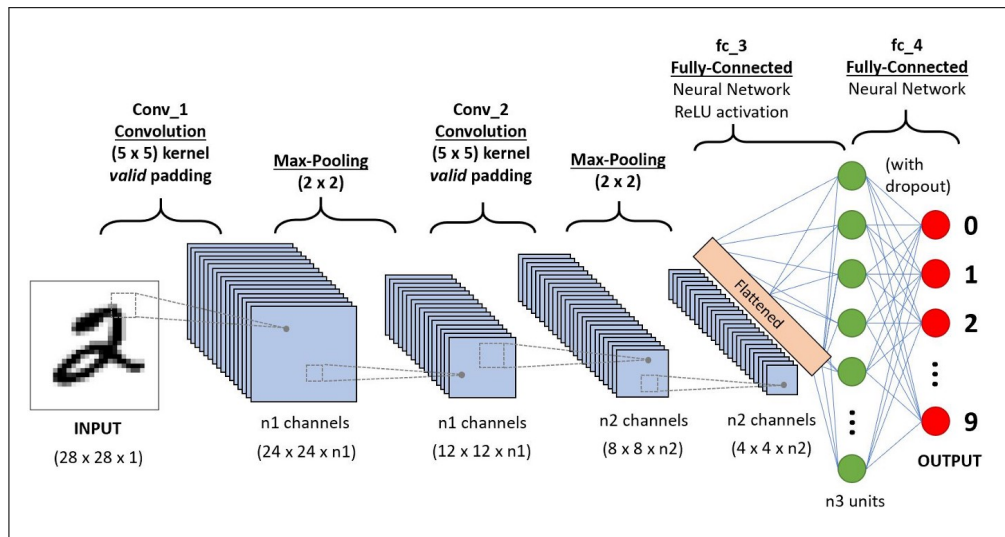 fc_3
Fully-Connected
Neural Network
ReLU activation
fc_4
Fully-Connected
Neural Network
Conv_1
Convolution
(5 x 5) kernel
valid padding
Max-Pooling
(2 x 2)
Conv_2
Convolution
(5 x 5) kernel
valid padding
Max-Pooling
(2 x 2)
(with
dropout)
Flattened
0
1
2
9
INPUT
(28 x 28 x 1)
n1 channels
(24 x 24 x n1)
n1 channels
(12 x 12 x n1)
n2 channels
(8 x 8 x n2)
n2 channels
(4 x 4 x n2)
OUTPUT
n3 units
2